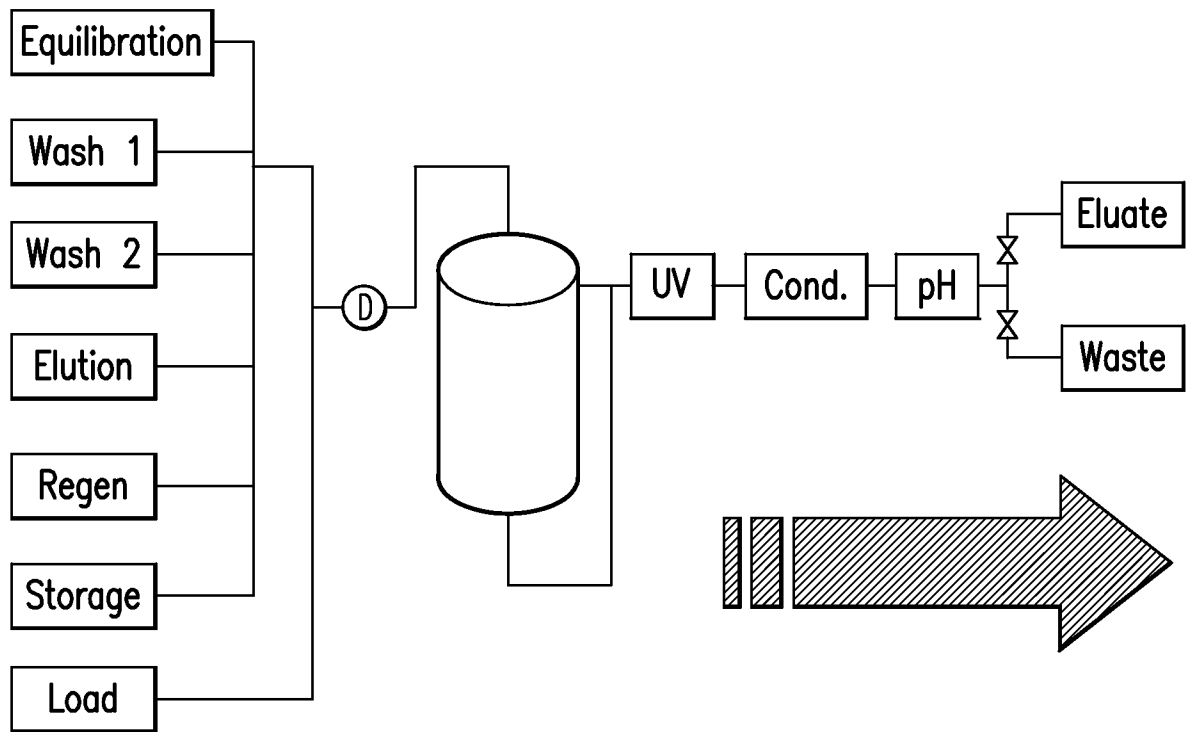 Equilibration
Wash 1
Wash 2
Elution
Regen
Storage
Load
D
UV
Cond.
pH
Eluate
Waste